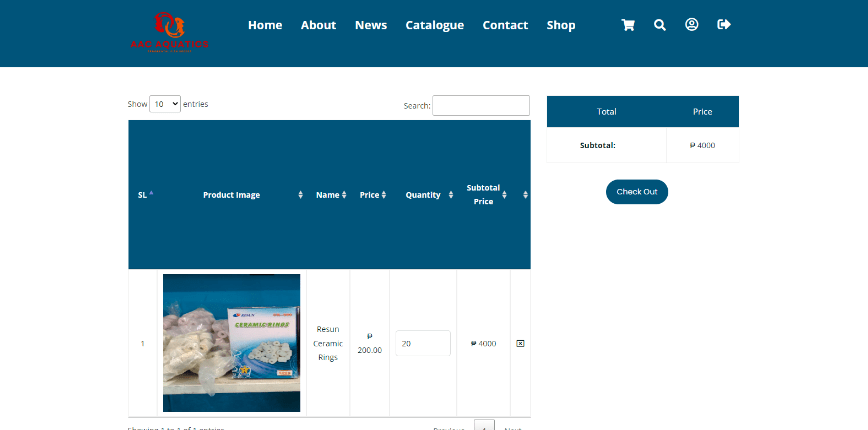 Home About News Catalogue Contact Shop
AAC AQUATICS
Show 10 entries
Search:
SL Product Image Name Price Quantity Subtotal Price
1
CERAMIC RINGS
Resun
Ceramic
Rings
₱
200.00
20
₱ 4000
Showing 1 to 1 of 1 entries
Previous 1 Next
Total Price
Subtotal: ₱ 4000
Check Out